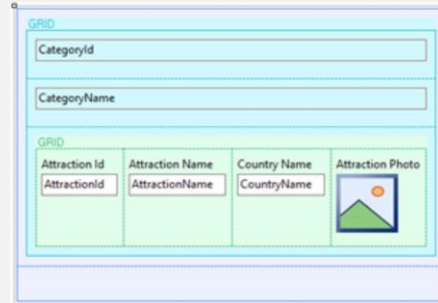 GRID
CategoryId
CategoryName
GRID
Attraction Id Attraction Name Country Name Attraction Photo
AttractionId AttractionName CountryName